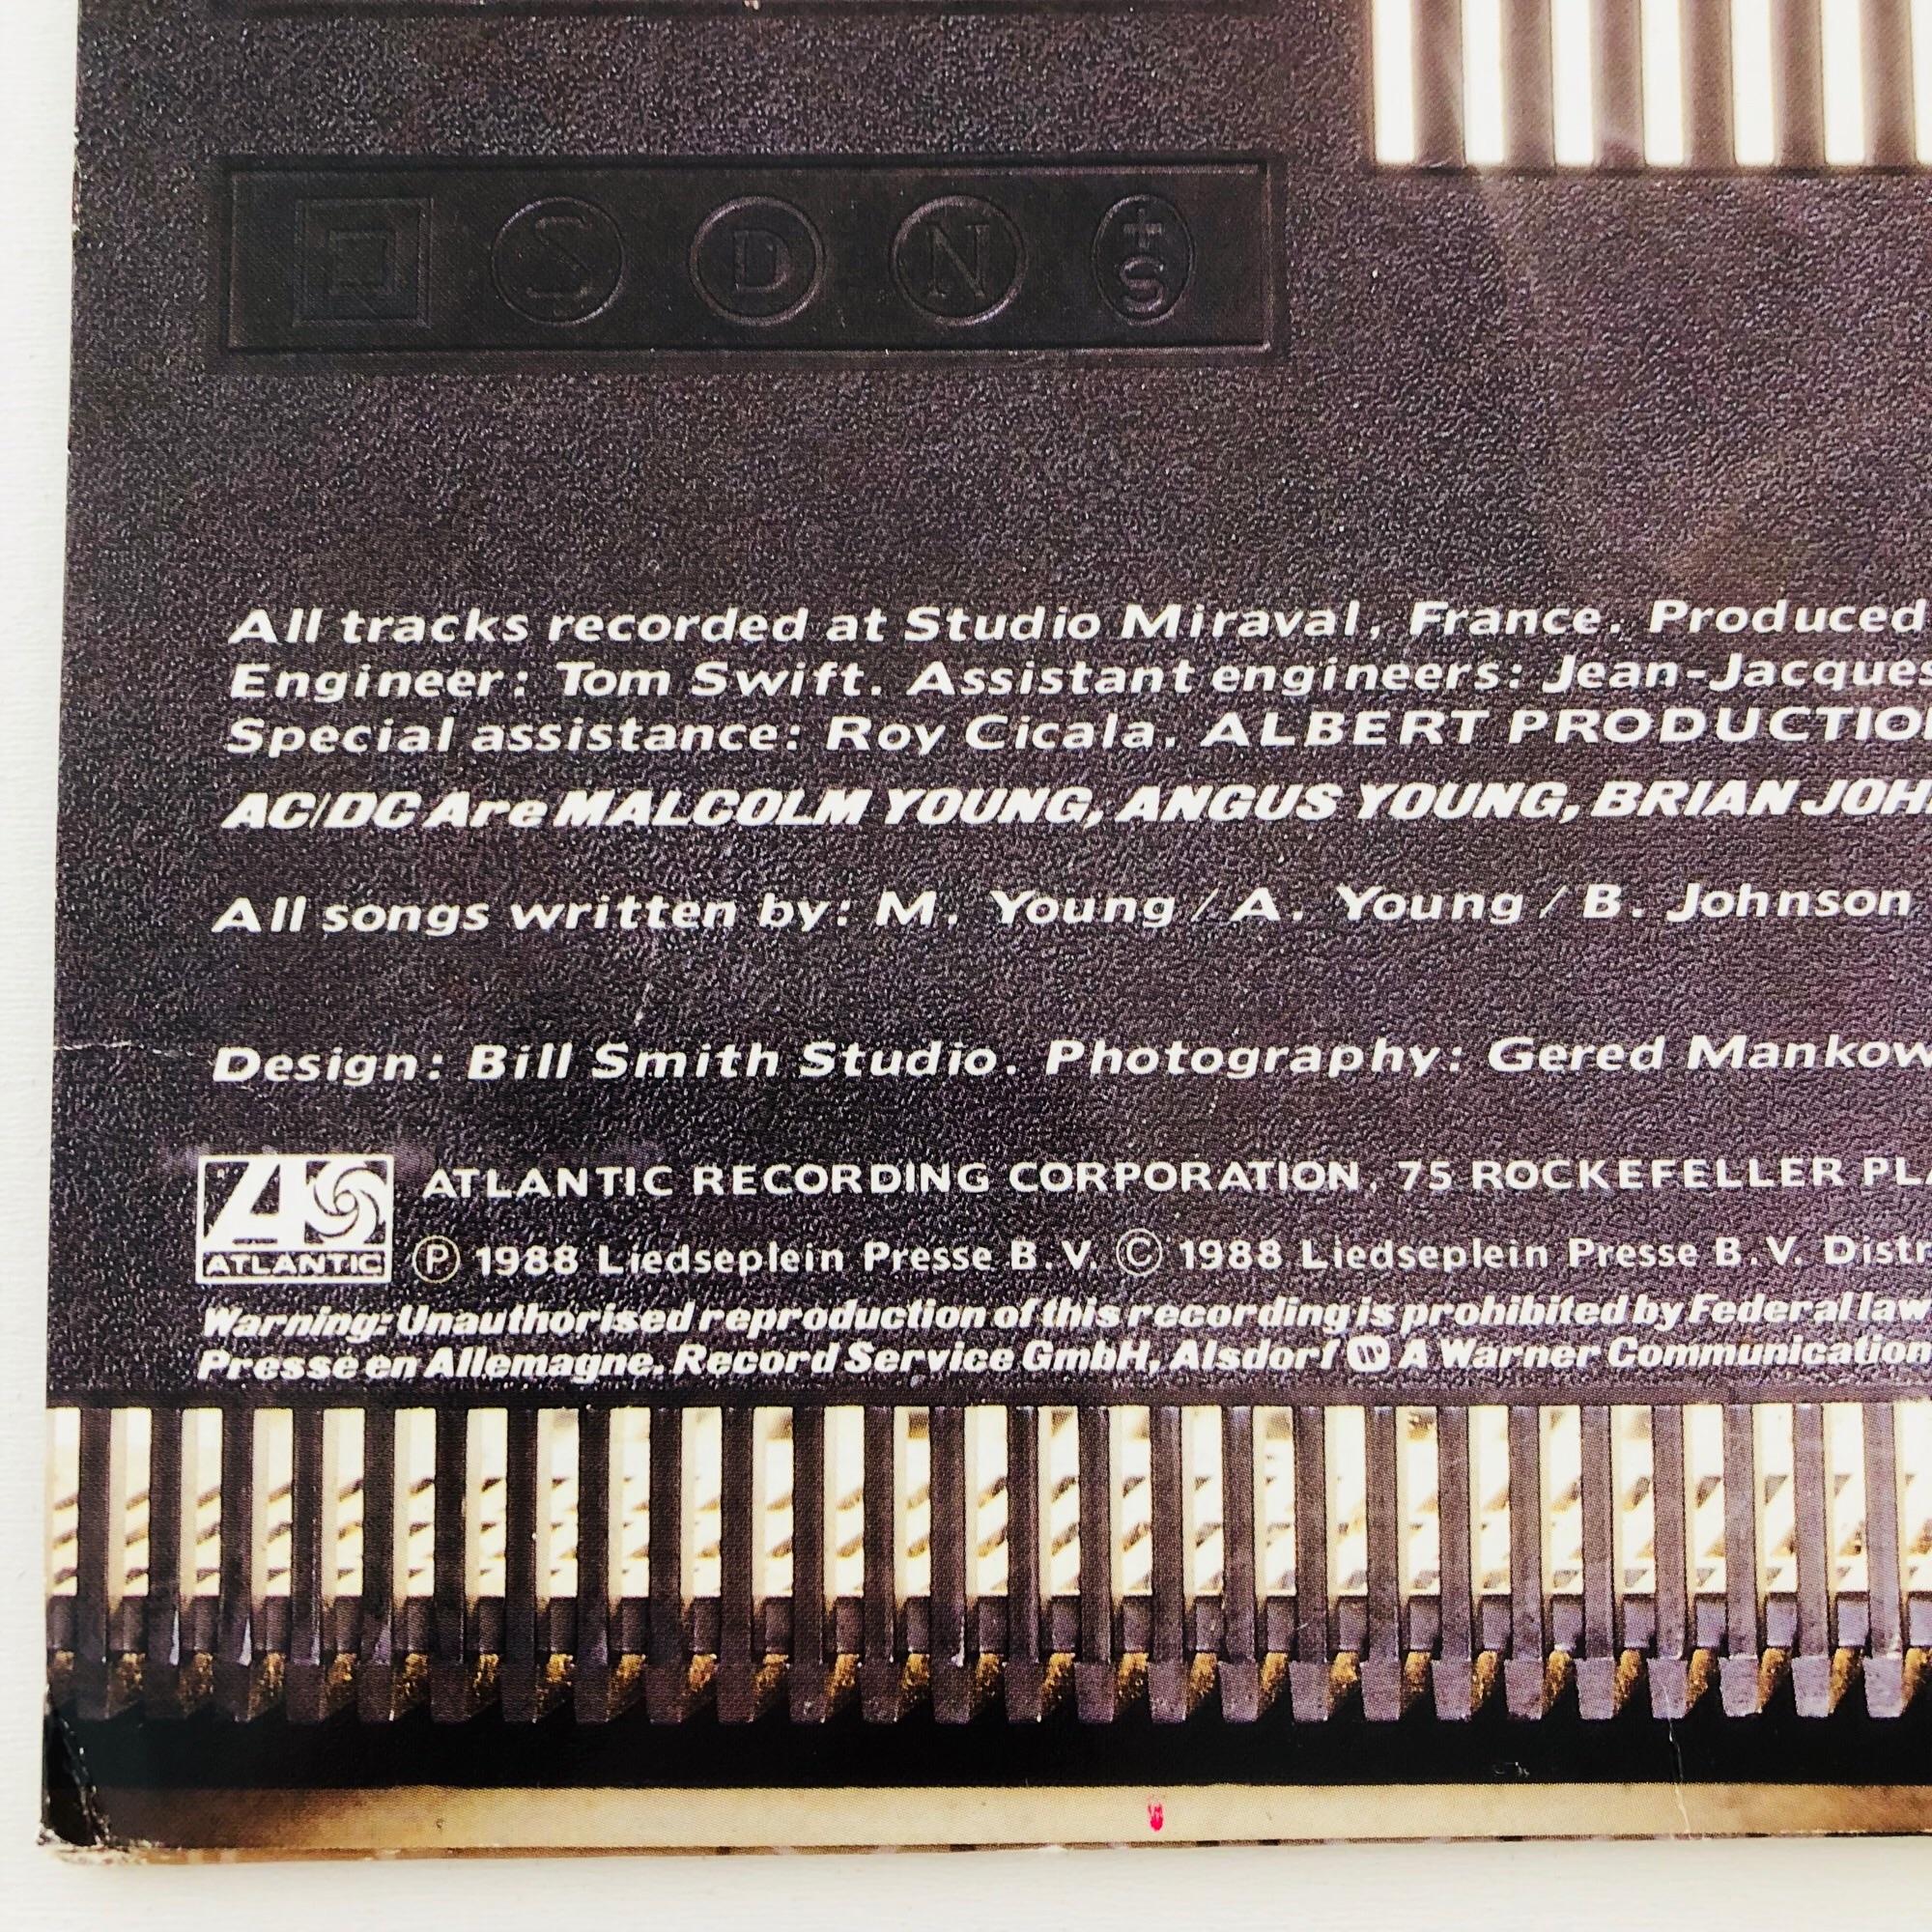 S D N +S
All tracks recorded at Studio Miraval, France. Produced
Engineer: Tom Swift. Assistant engineers: Jean-Jacques
Special assistance: Roy Cicala. ALBERT PRODUCTIO
AC/DC Are MALCOLM YOUNG, ANGUS YOUNG, BRIAN JOH
All songs written by: M. Young / A. Young / B. Johnson
Design: Bill Smith Studio. Photography: Gered Mankow
ATLANTIC RECORDING CORPORATION, 75 ROCKEFELLER PL
ATLANTIC
Ⓟ 1988 Liedseplein Presse B.V. © 1988 Liedseplein Presse B.V. Distr
Warning: Unauthorised reproduction of this recording is prohibited by Federal law
Presse en Allemagne. Record Service GmbH, Alsdorf W A Warner Communication